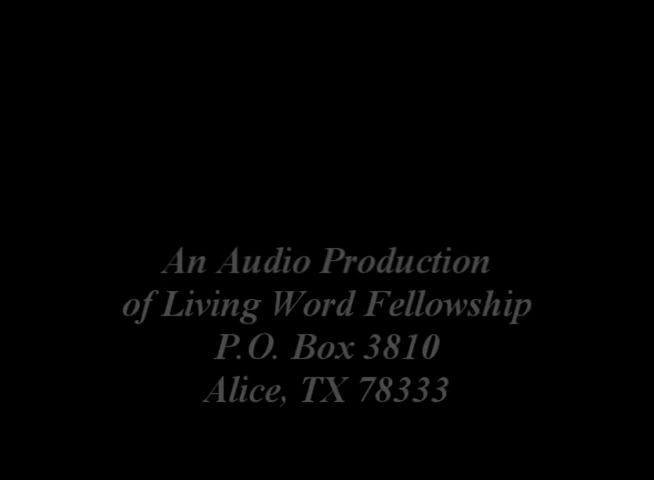 An Audio Production
of Living Word Fellowship
P.O. Box 3810
Alice, TX 78333